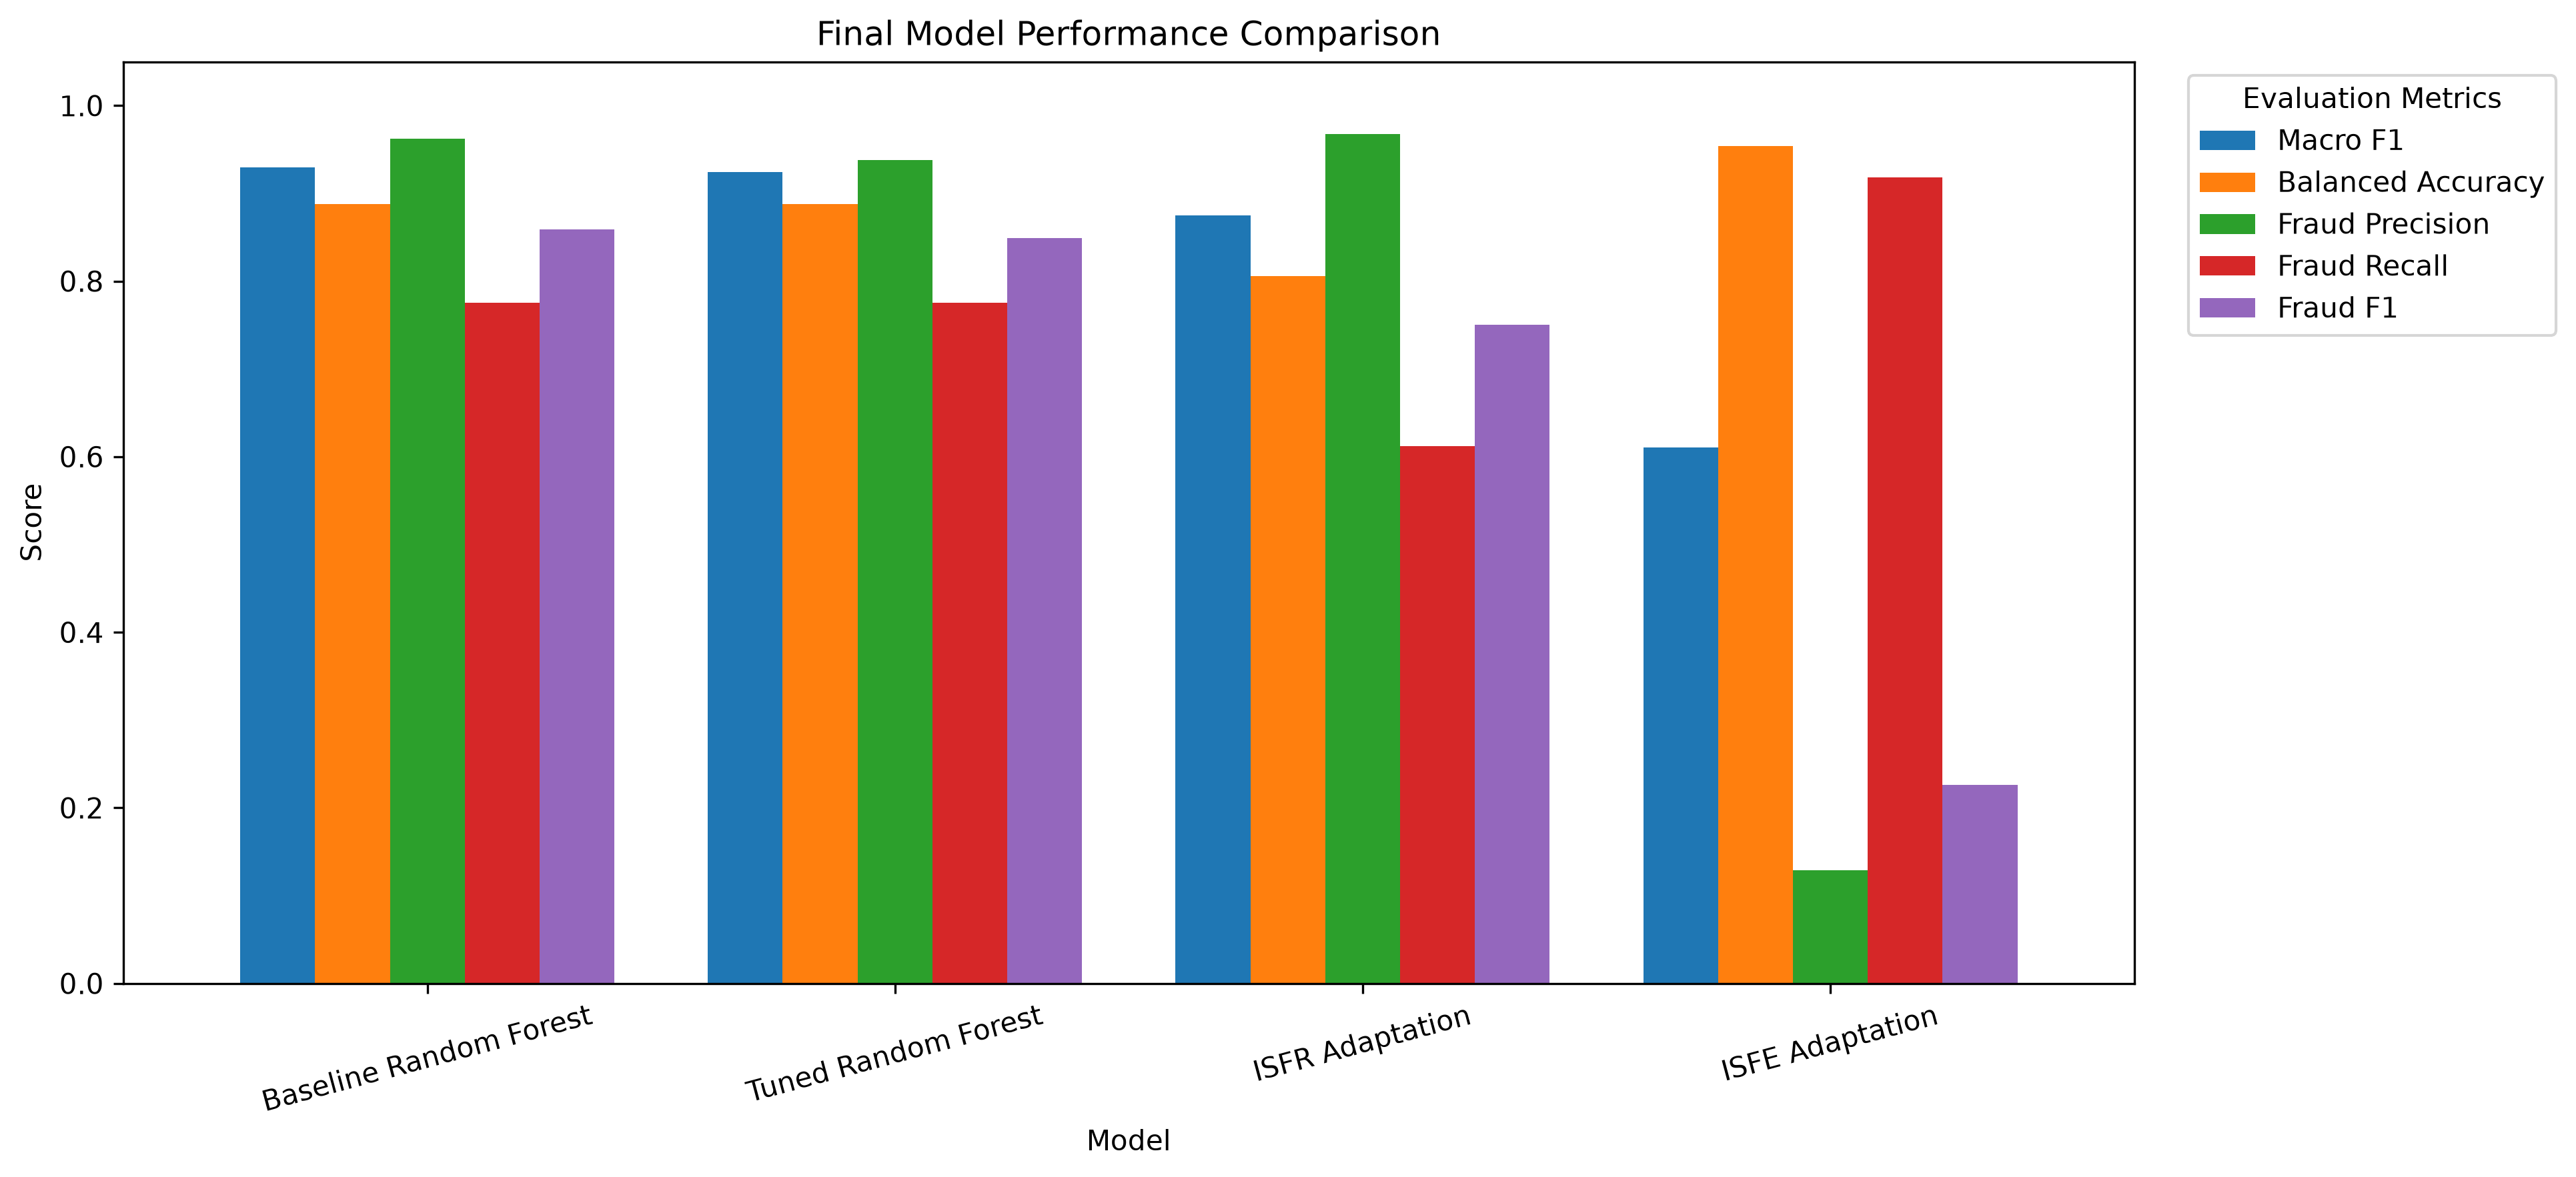 Final Model Performance Comparison
1.0
0.8
0.6
0.4
0.2
0.0
Score
Baseline Random Forest
Tuned Random Forest
ISFR Adaptation
ISFE Adaptation
Model
Evaluation Metrics
Macro F1
Balanced Accuracy
Fraud Precision
Fraud Recall
Fraud F1